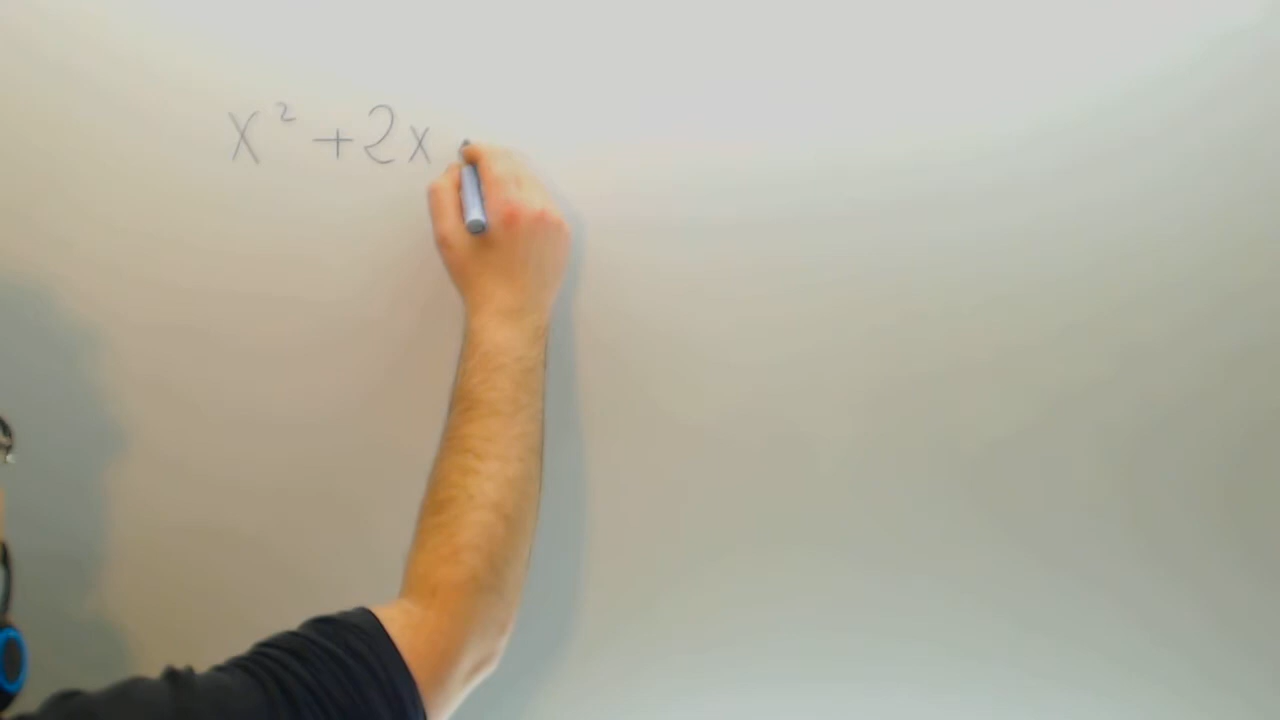 x² + 2x